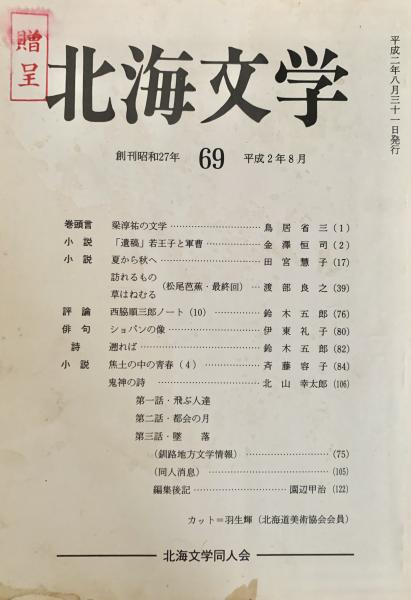 贈呈
北海文学
平成二年八月三十一日発行
創刊昭和27年 69 平成2年8月
巻頭言 梁淳祐の文学 鳥居省三 (1)
小説 「遺稿」若王子と軍曹 金澤恒司 (2)
小説 夏から秋へ 田宮慧子 (17)
訪れるもの
草はねむる (松尾芭蕉・最終回) 渡部良之 (39)
評論 西脇順三郎ノート (10) 鈴木五郎 (76)
俳句 ショパンの像 伊東礼子 (80)
詩 遡れば 鈴木五郎 (82)
小説 焦土の中の青春 (4) 斉藤容子 (84)
鬼神の詩 北山幸太郎 (106)
第一話・飛ぶ人達
第二話・都会の月
第三話・墜落
(釧路地方文学情報) (75)
(同人消息) (105)
編集後記 園辺甲治 (122)
カット=羽生輝 (北海道美術協会会員)
北海文学同人会